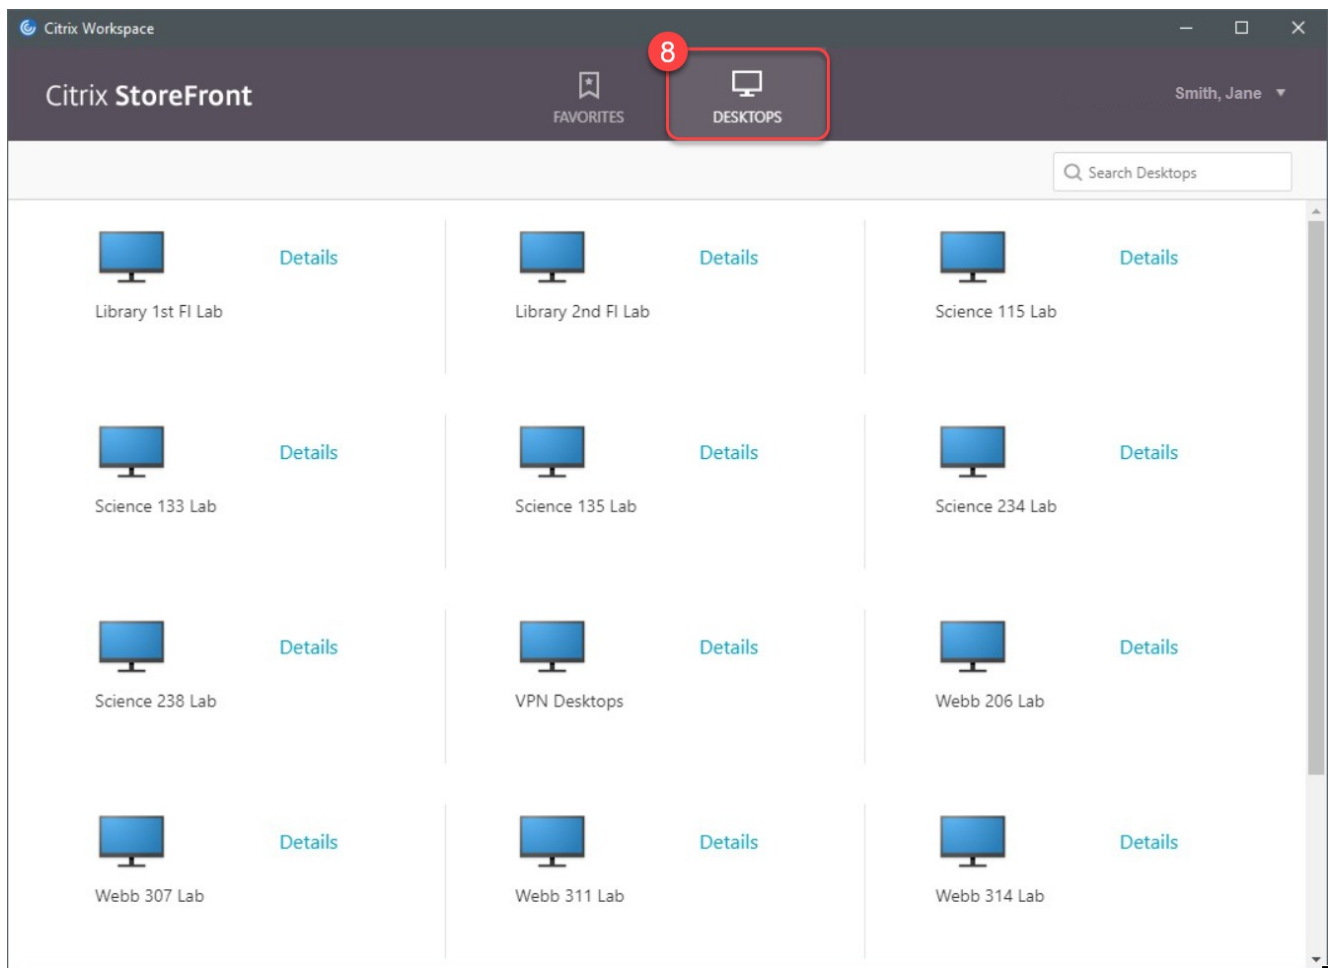 Citrix Workspace
8
Citrix StoreFront
FAVORITES
DESKTOPS
Smith, Jane
Search Desktops
Details
Details
Details
Library 1st Fl Lab
Library 2nd Fl Lab
Science 115 Lab
Details
Details
Details
Science 133 Lab
Science 135 Lab
Science 234 Lab
Details
Details
Details
Science 238 Lab
VPN Desktops
Webb 206 Lab
Details
Details
Details
Webb 307 Lab
Webb 311 Lab
Webb 314 Lab